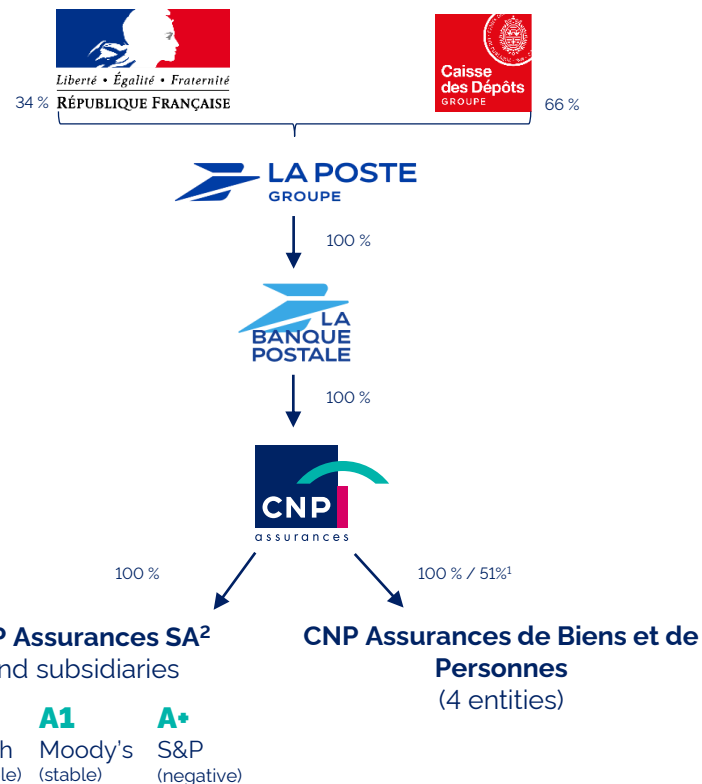 Liberté • Égalité • Fraternité
RÉPUBLIQUE FRANÇAISE
34 %
Caisse
des Dépôts
GROUPE
66 %
LA POSTE
GROUPE
100 %
LA
BANQUE
POSTALE
100 %
CNP
assurances
100 %
100 % / 51%¹
P Assurances SA²
nd subsidiaries
CNP Assurances de Biens et de
Personnes
(4 entities)
A1 A+
h Moody's S&P
le) (stable) (negative)